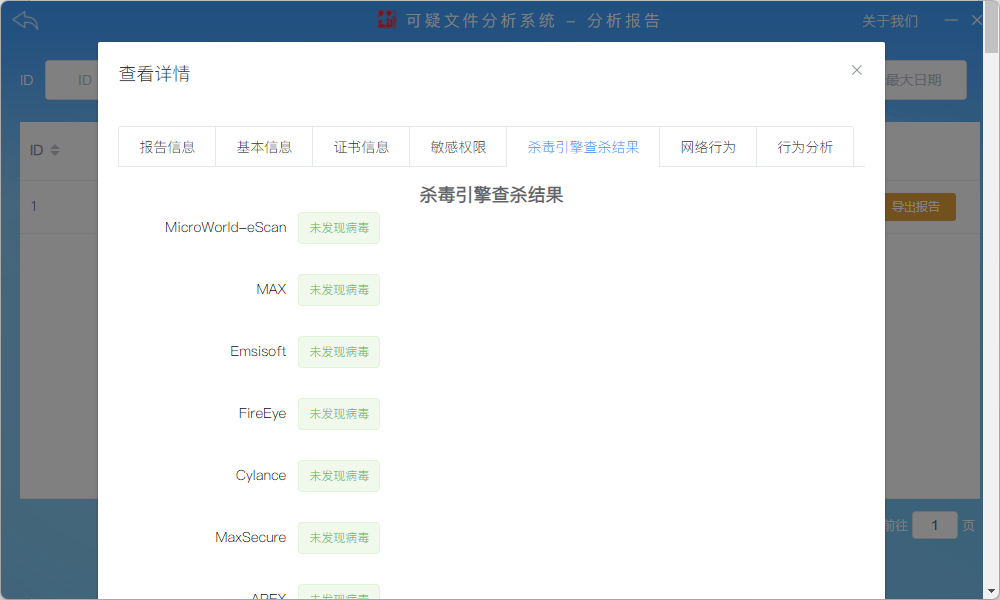 可疑文件分析系统 - 分析报告
关于我们
ID
ID
最大日期
查看详情
报告信息
基本信息
证书信息
敏感权限
杀毒引擎查杀结果
网络行为
行为分析
ID
1
导出报告
杀毒引擎查杀结果
MicroWorld-eScan 未发现病毒
MAX 未发现病毒
Emsisoft 未发现病毒
FireEye 未发现病毒
Cylance 未发现病毒
MaxSecure 未发现病毒
APEX 未发现病毒
前往 1 页